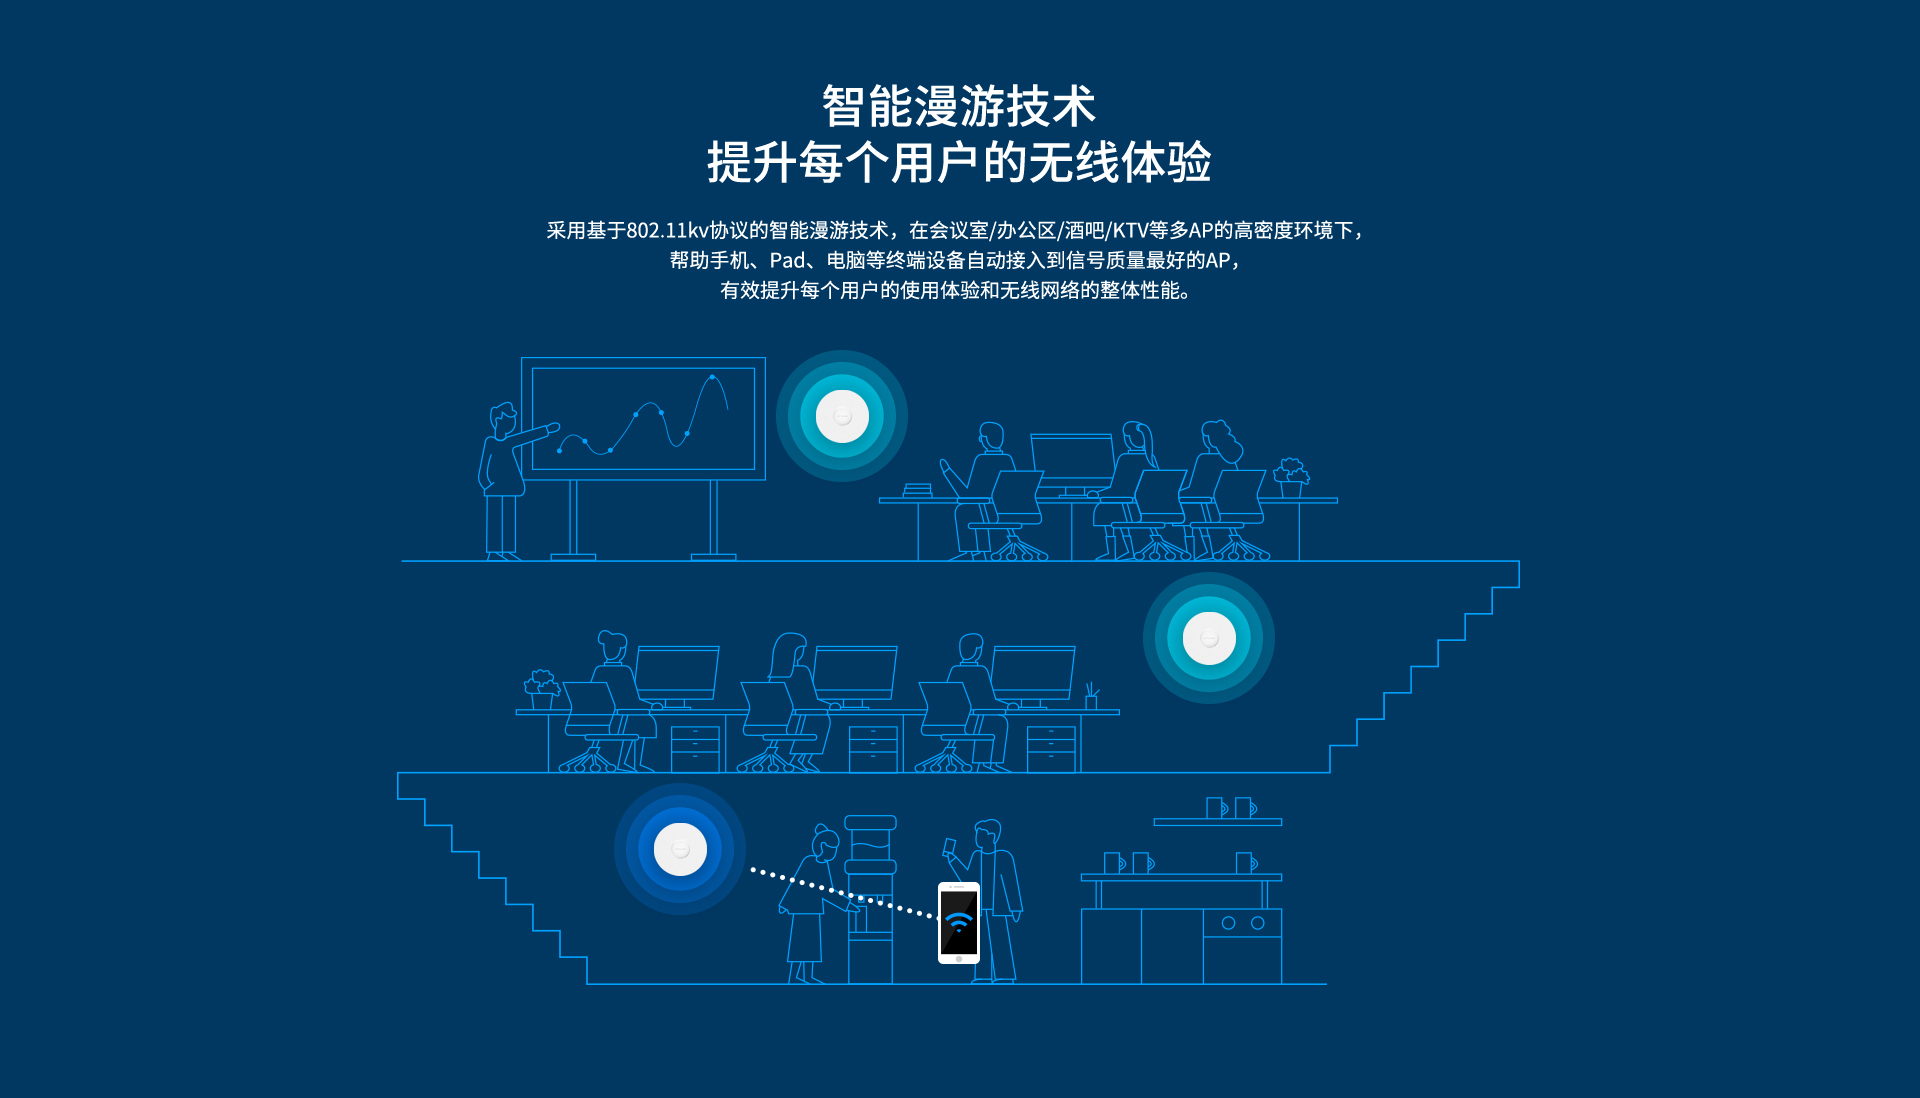 智能漫游技术
提升每个用户的无线体验
采用基于802.11kv协议的智能漫游技术，在会议室/办公区/酒吧/KTV等多AP的高密度环境下，
帮助手机、Pad、电脑等终端设备自动接入到信号质量最好的AP，
有效提升每个用户的使用体验和无线网络的整体性能。